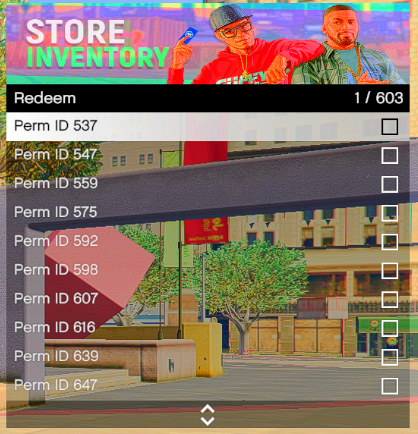 STORE
INVENTORY
Redeem 1 / 603
Perm ID 537
Perm ID 547
Perm ID 559
Perm ID 575
Perm ID 592
Perm ID 598
Perm ID 607
Perm ID 616
Perm ID 639
Perm ID 647